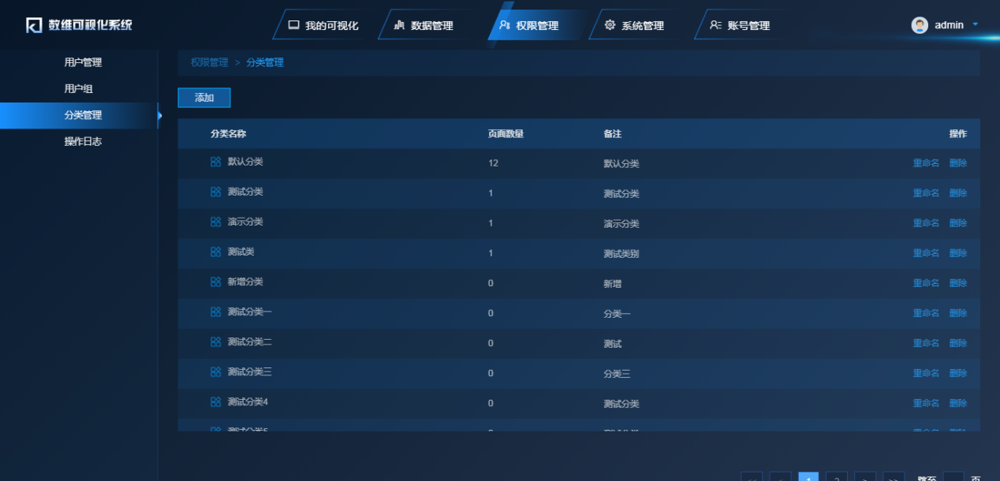 数维可视化系统 我的可视化 数据管理 权限管理 系统管理 账号管理 admin
用户管理
用户组
分类管理
操作日志
权限管理 > 分类管理
添加
分类名称 页面数量 备注 操作
默认分类 12 默认分类 重命名 删除
测试分类 1 测试分类 重命名 删除
演示分类 1 演示分类 重命名 删除
测试类 1 测试类别 重命名 删除
新增分类 0 新增 重命名 删除
测试分类一 0 分类一 重命名 删除
测试分类二 0 测试 重命名 删除
测试分类三 0 分类三 重命名 删除
测试分类4 0 测试分类 重命名 删除
<< < 1 2 > >> 跳至 页